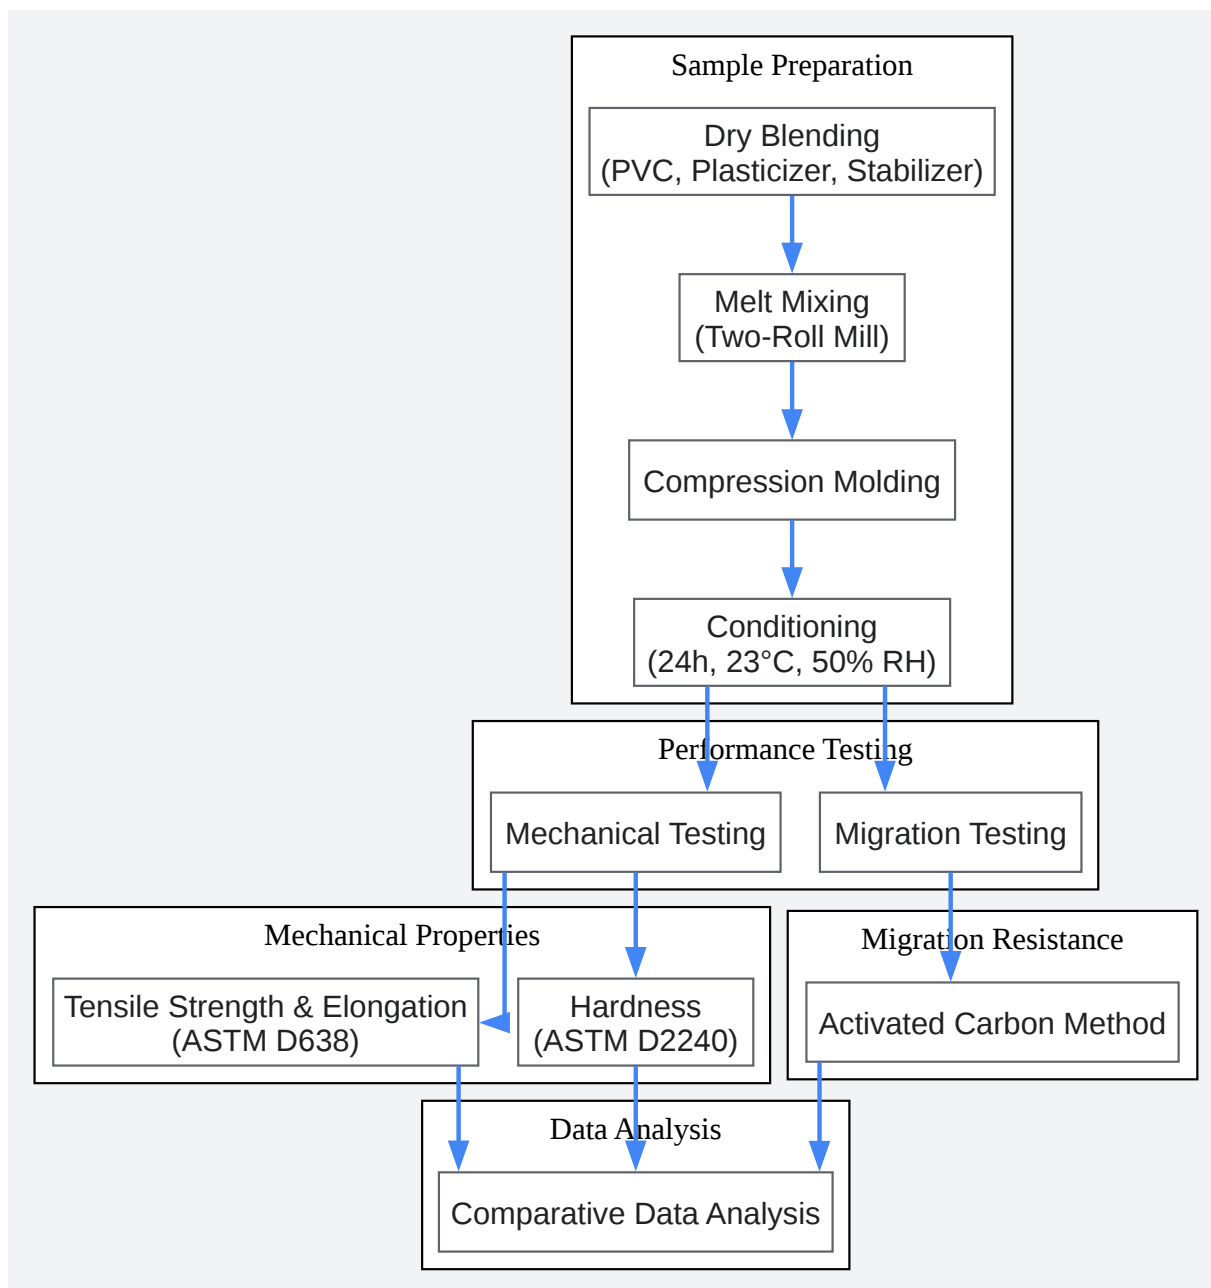 Sample Preparation
Dry Blending
(PVC, Plasticizer, Stabilizer)
Melt Mixing
(Two-Roll Mill)
Compression Molding
Conditioning
(24h, 23°C, 50% RH)
Performance Testing
Mechanical Testing
Migration Testing
Mechanical Properties
Tensile Strength & Elongation
(ASTM D638)
Hardness
(ASTM D2240)
Migration Resistance
Activated Carbon Method
Data Analysis
Comparative Data Analysis